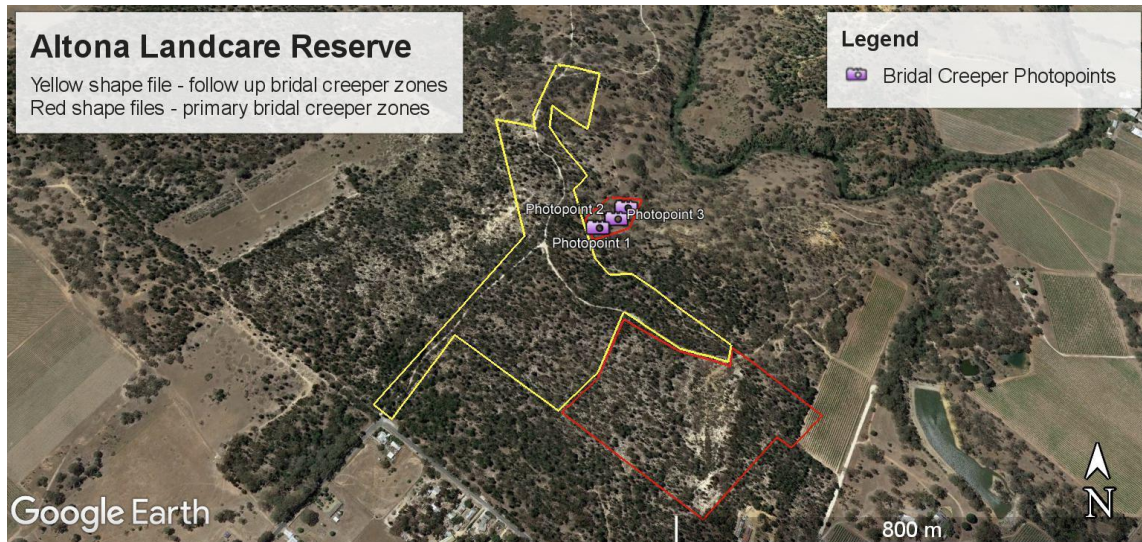 Altona Landcare Reserve
Yellow shape file - follow up bridal creeper zones
Red shape files - primary bridal creeper zones
Legend
Bridal Creeper Photopoints
Photopoint 2
Photopoint 3
Photopoint 1
Google Earth
N
800 m